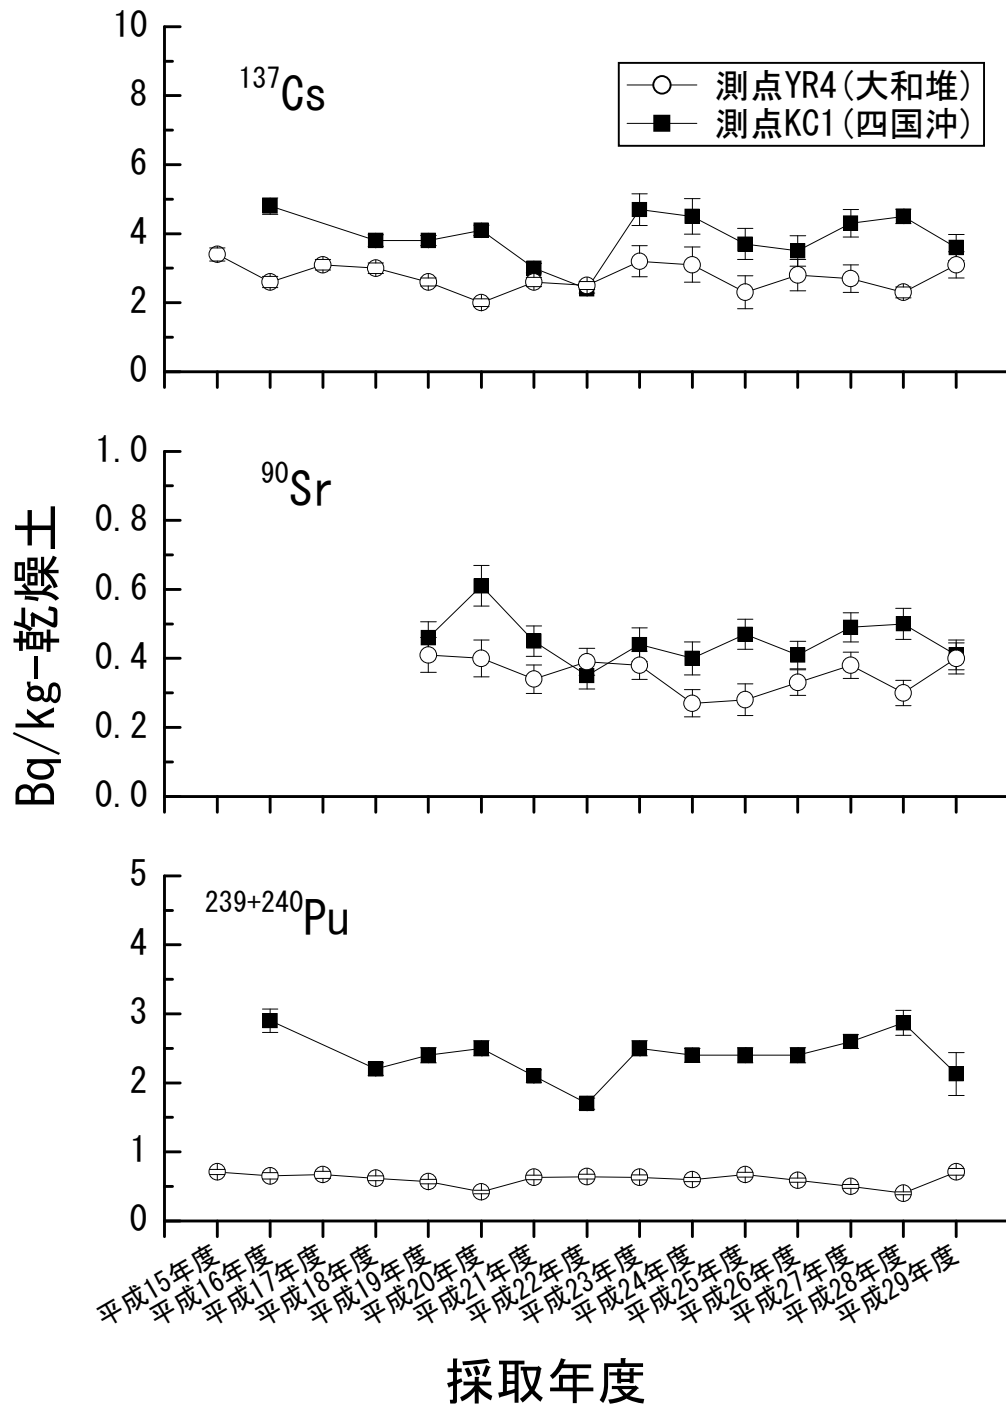 10
8
6
4
2
0
¹³⁷Cs
測点YR4(大和堆)
測点KC1(四国沖)
1.0
0.8
0.6
0.4
0.2
0.0
⁹⁰Sr
Bq/kg-乾燥土
5
4
3
2
1
0
²³⁹⁺²⁴⁰Pu
平成15年度
平成16年度
平成17年度
平成18年度
平成19年度
平成20年度
平成21年度
平成22年度
平成23年度
平成24年度
平成25年度
平成26年度
平成27年度
平成28年度
平成29年度
採取年度